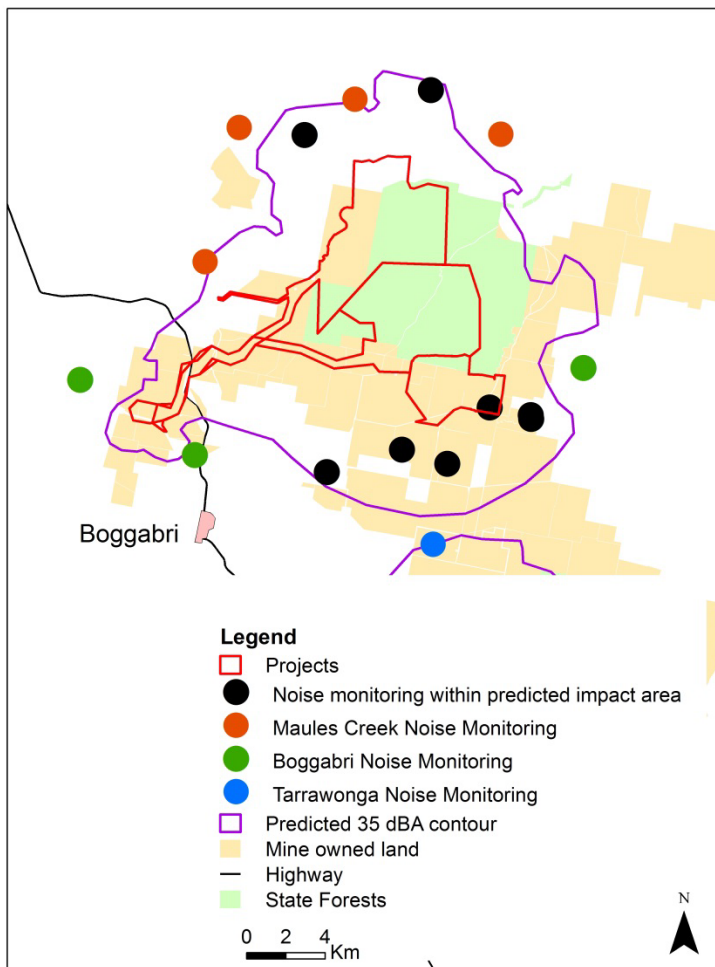 Boggabri
Legend
Projects
Noise monitoring within predicted impact area
Maules Creek Noise Monitoring
Boggabri Noise Monitoring
Tarrawonga Noise Monitoring
Predicted 35 dBA contour
Mine owned land
Highway
State Forests
0 2 4
Km
N